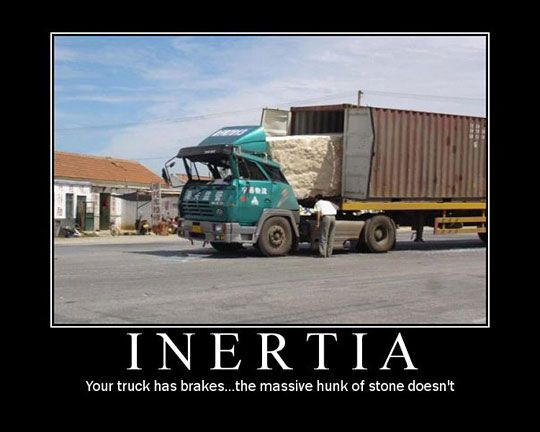 INERTIA
Your truck has brakes...the massive hunk of stone doesn't